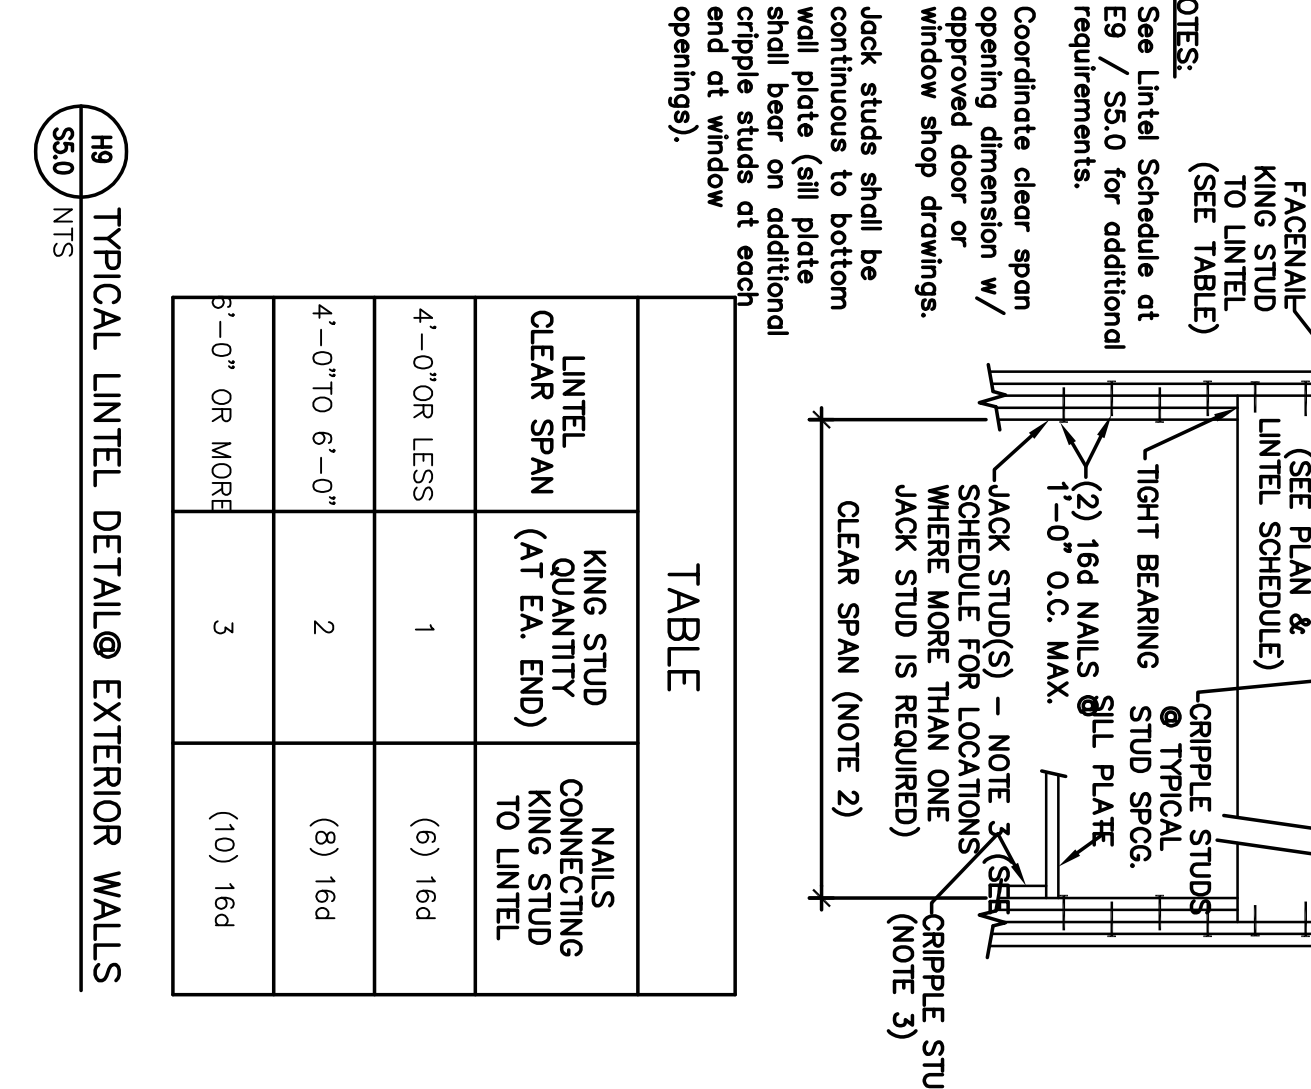 OTES:
See Lintel Schedule at
E9 / S5.0 for additional
requirements.
Coordinate clear span
opening dimension w/
approved door or
window shop drawings.
Jack studs shall be
continuous to bottom
wall plate (sill plate
shall bear on additional
cripple studs at each
end at window
openings).
FACENAIL
KING STUD
TO LINTEL
(SEE TABLE)
(SEE PLAN &
LINTEL SCHEDULE)
TIGHT BEARING
(2) 16d NAILS @
1'-0" O.C. MAX.
JACK STUD(S) - NOTE 3 (SEE
SCHEDULE FOR LOCATIONS
WHERE MORE THAN ONE
JACK STUD IS REQUIRED)
CLEAR SPAN (NOTE 2)
CRIPPLE STUDS
@ TYPICAL
STUD SPCG.
SILL PLATE
CRIPPLE STU
(NOTE 3)
TABLE
LINTEL
CLEAR SPAN
KING STUD
QUANTITY
(AT EA. END)
NAILS
CONNECTING
KING STUD
TO LINTEL
4'-0"OR LESS
1
(6) 16d
4'-0"TO 6'-0"
2
(8) 16d
6'-0" OR MORE
3
(10) 16d
H9
S5.0
TYPICAL LINTEL DETAIL@ EXTERIOR WALLS
NTS